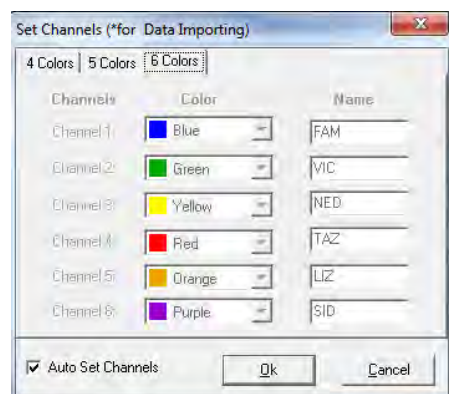 Set Channels (*for Data Importing)
4 Colors 5 Colors 6 Colors
Channels Color Name
Channel 1: Blue FAM
Channel 2: Green VIC
Channel 3: Yellow NED
Channel 4: Red TAZ
Channel 5: Orange LIZ
Channel 6: Purple SID
Auto Set Channels Ok Cancel